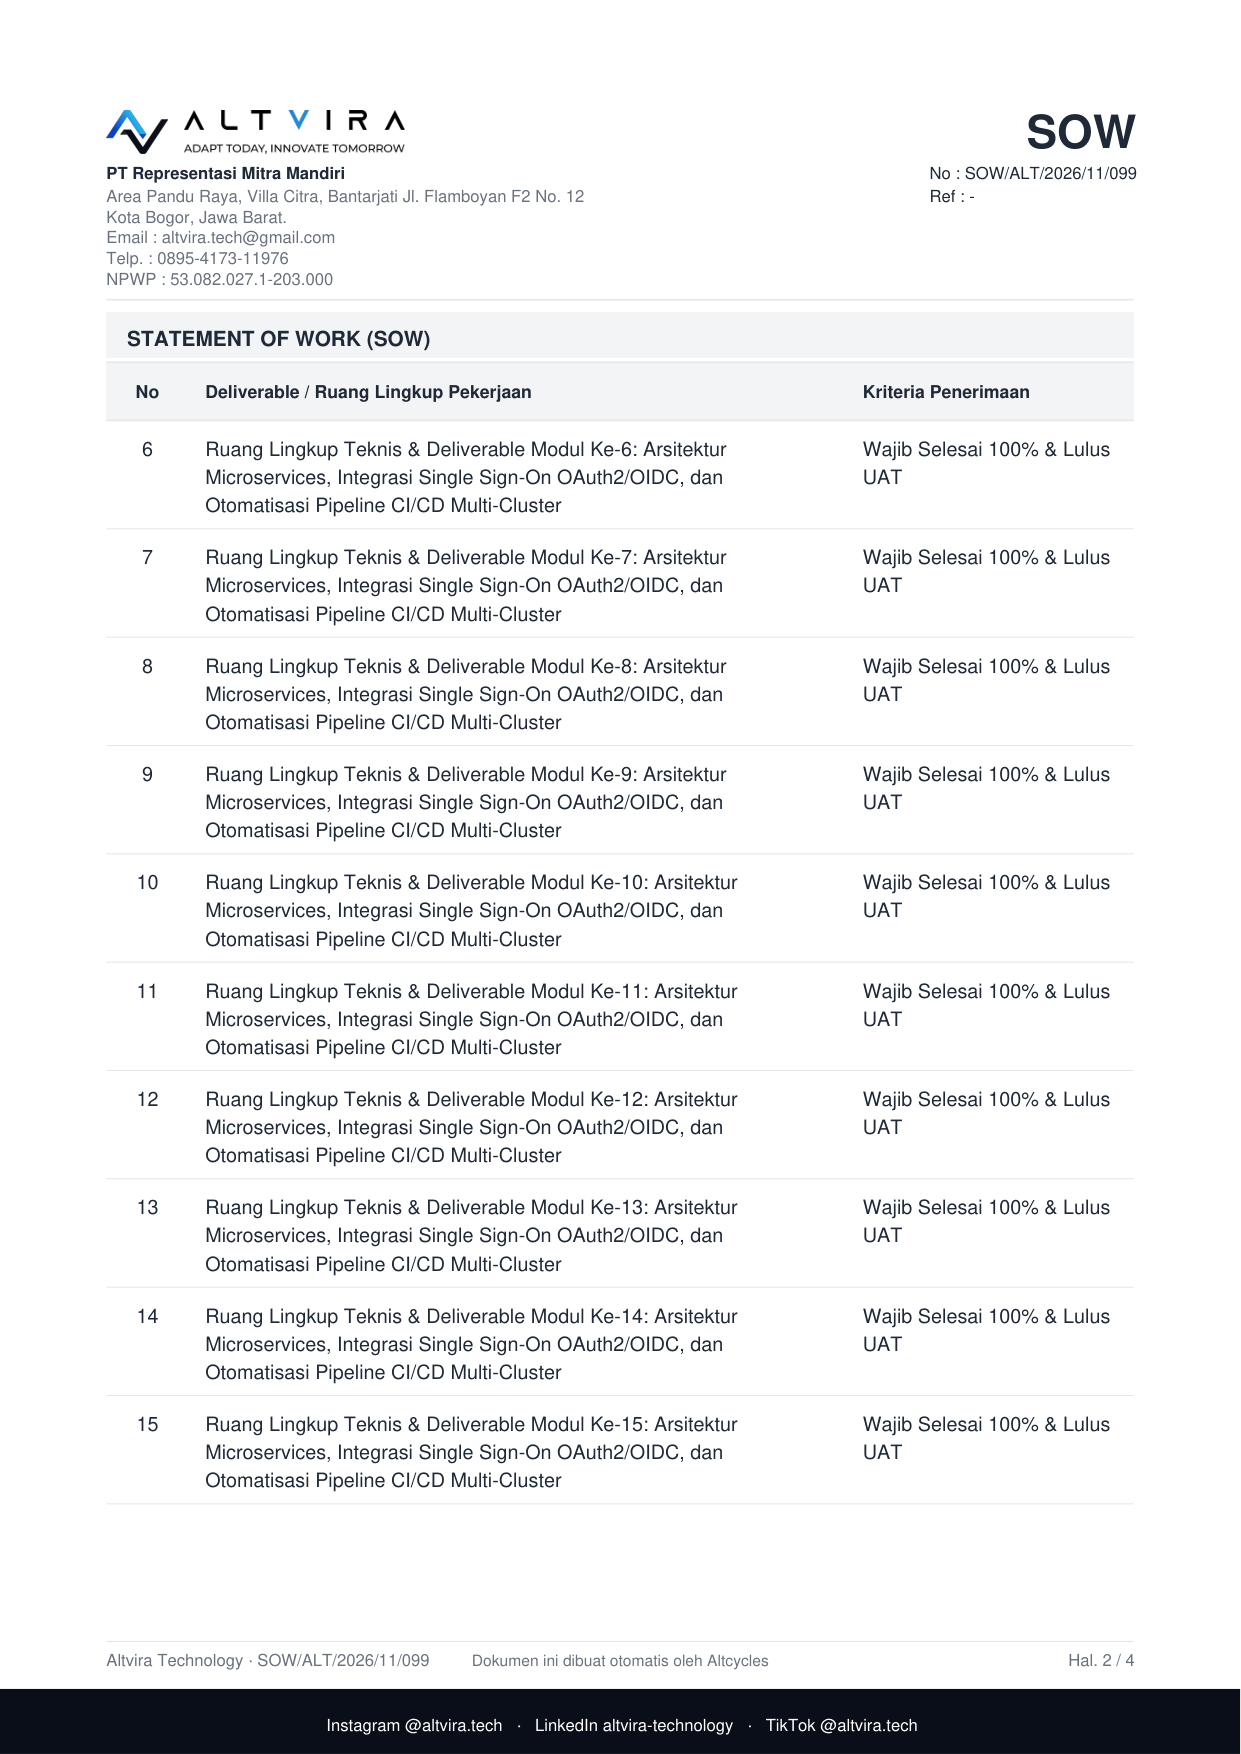 ALTVIRA
ADAPT TODAY, INNOVATE TOMORROW
SOW
PT Representasi Mitra Mandiri
No : SOW/ALT/2026/11/099
Area Pandu Raya, Villa Citra, Bantarjati Jl. Flamboyan F2 No. 12
Ref : -
Kota Bogor, Jawa Barat.
Email : altvira.tech@gmail.com
Telp. : 0895-4173-11976
NPWP : 53.082.027.1-203.000
STATEMENT OF WORK (SOW)
No Deliverable / Ruang Lingkup Pekerjaan Kriteria Penerimaan
6 Ruang Lingkup Teknis & Deliverable Modul Ke-6: Arsitektur Wajib Selesai 100% & Lulus
Microservices, Integrasi Single Sign-On OAuth2/OIDC, dan UAT
Otomatisasi Pipeline CI/CD Multi-Cluster
7 Ruang Lingkup Teknis & Deliverable Modul Ke-7: Arsitektur Wajib Selesai 100% & Lulus
Microservices, Integrasi Single Sign-On OAuth2/OIDC, dan UAT
Otomatisasi Pipeline CI/CD Multi-Cluster
8 Ruang Lingkup Teknis & Deliverable Modul Ke-8: Arsitektur Wajib Selesai 100% & Lulus
Microservices, Integrasi Single Sign-On OAuth2/OIDC, dan UAT
Otomatisasi Pipeline CI/CD Multi-Cluster
9 Ruang Lingkup Teknis & Deliverable Modul Ke-9: Arsitektur Wajib Selesai 100% & Lulus
Microservices, Integrasi Single Sign-On OAuth2/OIDC, dan UAT
Otomatisasi Pipeline CI/CD Multi-Cluster
10 Ruang Lingkup Teknis & Deliverable Modul Ke-10: Arsitektur Wajib Selesai 100% & Lulus
Microservices, Integrasi Single Sign-On OAuth2/OIDC, dan UAT
Otomatisasi Pipeline CI/CD Multi-Cluster
11 Ruang Lingkup Teknis & Deliverable Modul Ke-11: Arsitektur Wajib Selesai 100% & Lulus
Microservices, Integrasi Single Sign-On OAuth2/OIDC, dan UAT
Otomatisasi Pipeline CI/CD Multi-Cluster
12 Ruang Lingkup Teknis & Deliverable Modul Ke-12: Arsitektur Wajib Selesai 100% & Lulus
Microservices, Integrasi Single Sign-On OAuth2/OIDC, dan UAT
Otomatisasi Pipeline CI/CD Multi-Cluster
13 Ruang Lingkup Teknis & Deliverable Modul Ke-13: Arsitektur Wajib Selesai 100% & Lulus
Microservices, Integrasi Single Sign-On OAuth2/OIDC, dan UAT
Otomatisasi Pipeline CI/CD Multi-Cluster
14 Ruang Lingkup Teknis & Deliverable Modul Ke-14: Arsitektur Wajib Selesai 100% & Lulus
Microservices, Integrasi Single Sign-On OAuth2/OIDC, dan UAT
Otomatisasi Pipeline CI/CD Multi-Cluster
15 Ruang Lingkup Teknis & Deliverable Modul Ke-15: Arsitektur Wajib Selesai 100% & Lulus
Microservices, Integrasi Single Sign-On OAuth2/OIDC, dan UAT
Otomatisasi Pipeline CI/CD Multi-Cluster
Altvira Technology · SOW/ALT/2026/11/099 Dokumen ini dibuat otomatis oleh Altcycles Hal. 2 / 4
Instagram @altvira.tech · LinkedIn altvira-technology · TikTok @altvira.tech